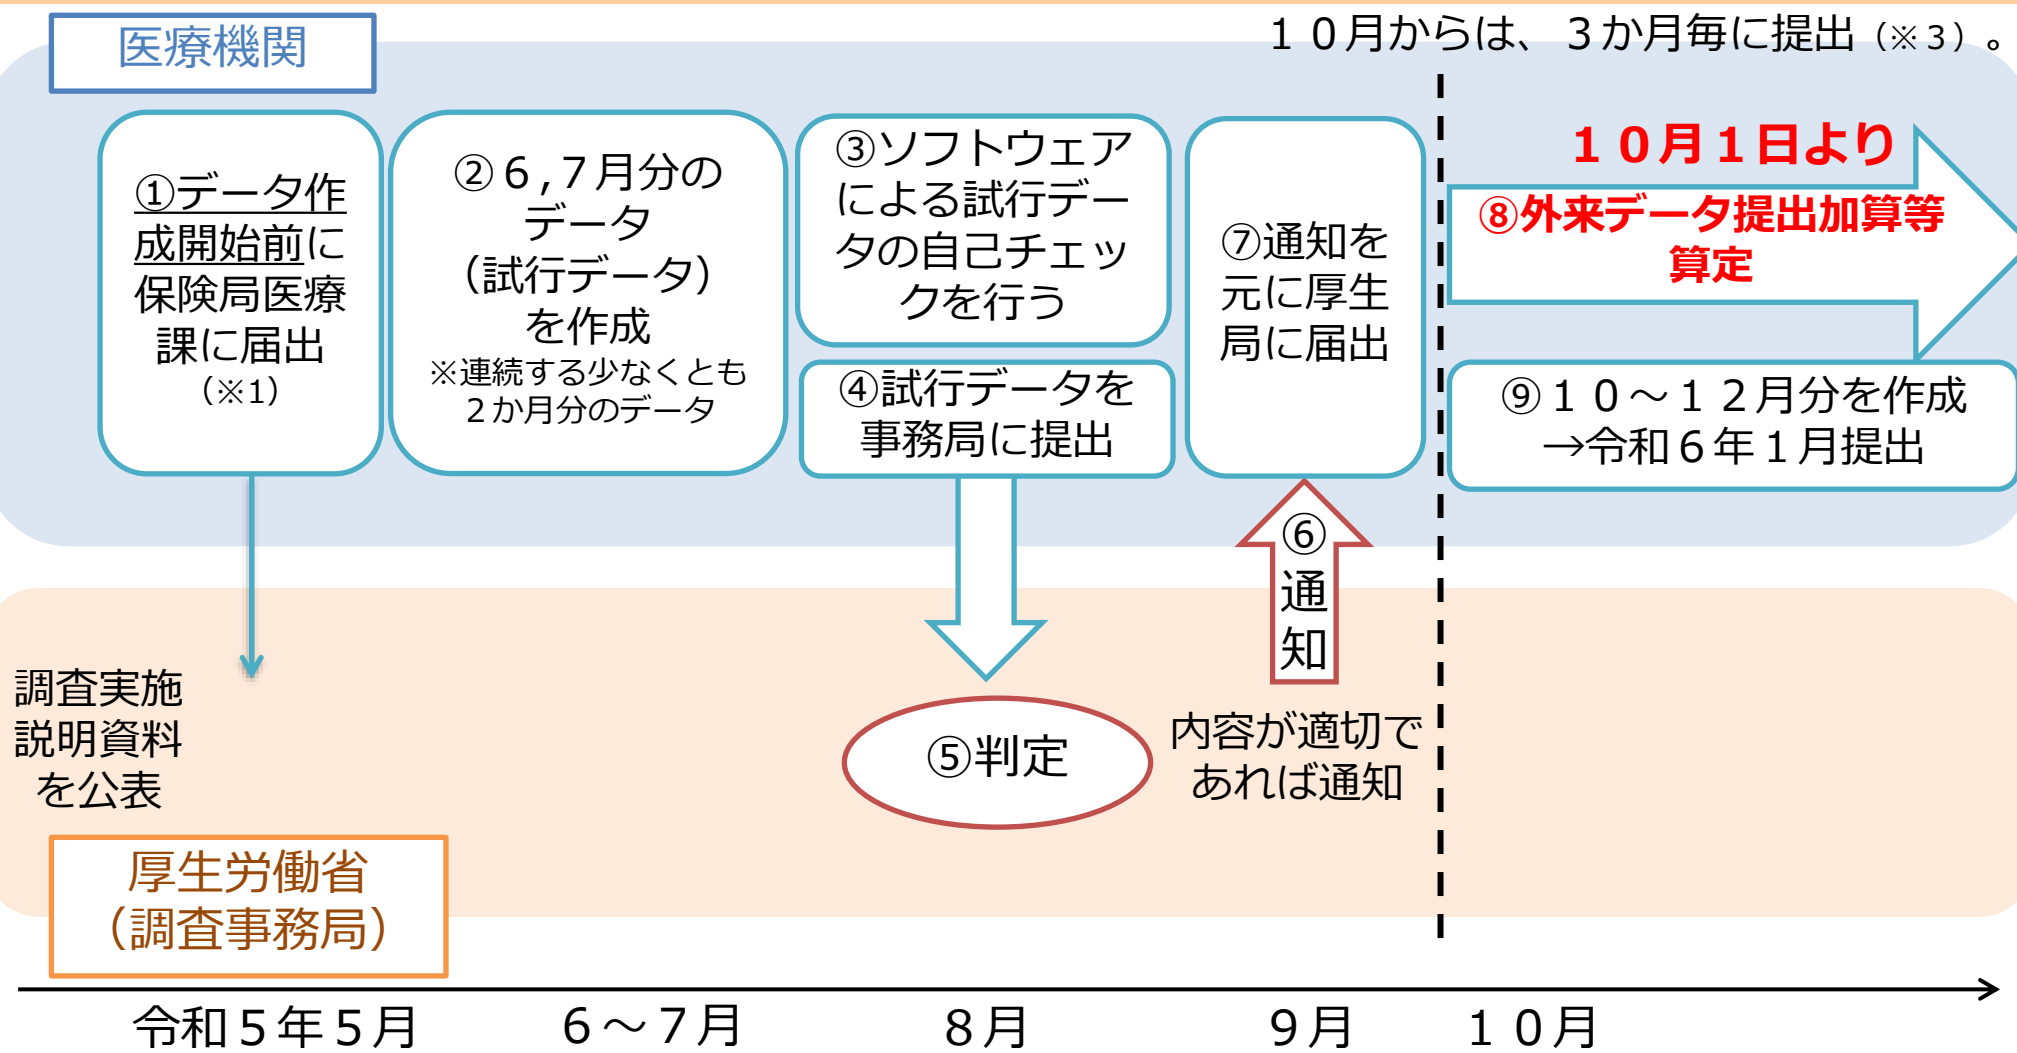 医療機関
１０月からは、３か月毎に提出（※３）。
①データ作
成開始前に
保険局医療
課に届出
（※1）
②６,７月分の
データ
（試行データ）
を作成
※連続する少なくとも
２か月分のデータ
③ソフトウェア
による試行デー
タの自己チェッ
クを行う
④試行データを
事務局に提出
⑦通知を
元に厚生
局に届出
１０月１日より
⑧外来データ提出加算等
算定
⑨１０～１２月分を作成
→令和６年１月提出
⑥
通
知
調査実施
説明資料
を公表
⑤判定
内容が適切で
あれば通知
厚生労働省
（調査事務局）
令和５年５月
６～７月
８月
９月
１０月